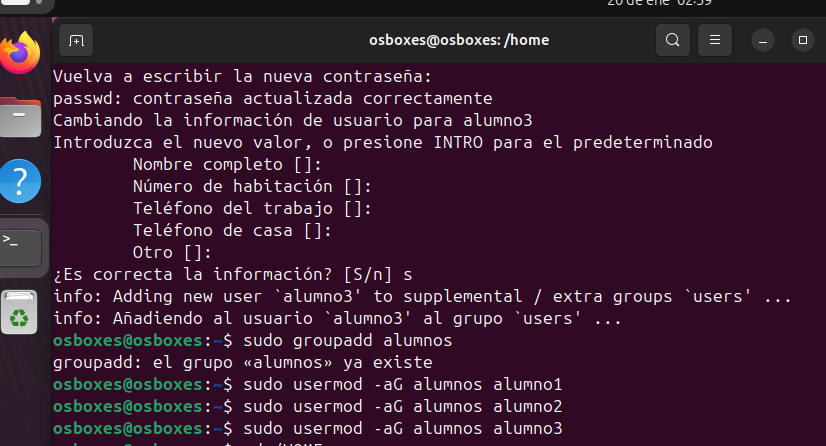 20 de ene 02:59
osboxes@osboxes: /home
Vuelva a escribir la nueva contraseña:
passwd: contraseña actualizada correctamente
Cambiando la información de usuario para alumno3
Introduzca el nuevo valor, o presione INTRO para el predeterminado
Nombre completo []:
Número de habitación []:
Teléfono del trabajo []:
Teléfono de casa []:
Otro []:
¿Es correcta la información? [S/n] s
info: Adding new user `alumno3' to supplemental / extra groups `users' ...
info: Añadiendo al usuario `alumno3' al grupo `users' ...
osboxes@osboxes:~$ sudo groupadd alumnos
groupadd: el grupo «alumnos» ya existe
osboxes@osboxes:~$ sudo usermod -aG alumnos alumno1
osboxes@osboxes:~$ sudo usermod -aG alumnos alumno2
osboxes@osboxes:~$ sudo usermod -aG alumnos alumno3